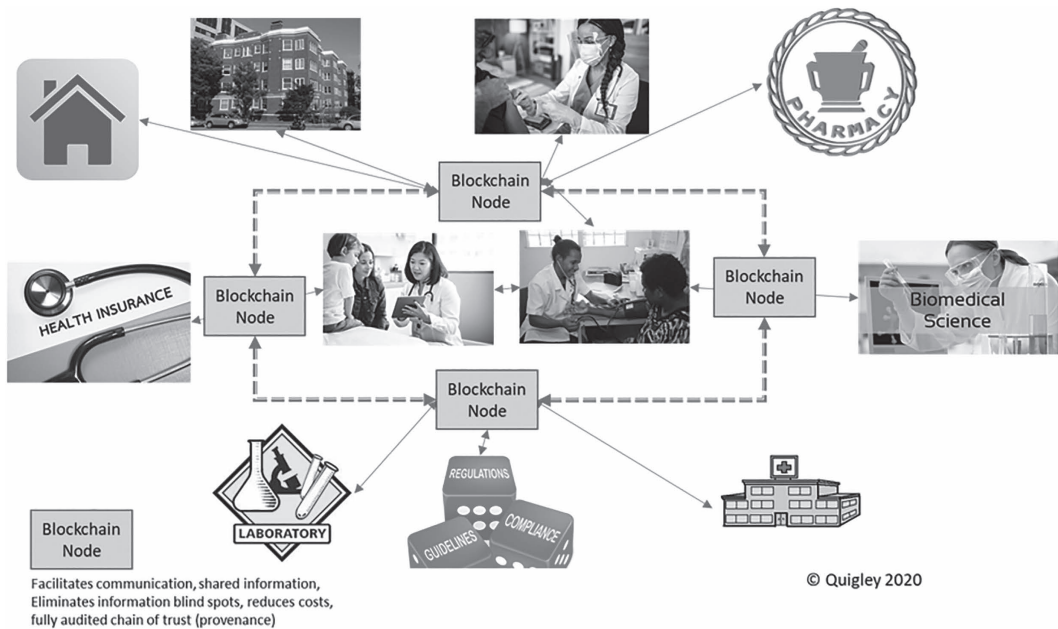 PHARMACY
Blockchain
Node
HEALTH INSURANCE
Blockchain
Node
Blockchain
Node
Biomedical
Science
Blockchain
Node
REGULATIONS
GUIDELINES
COMPLIANCE
LABORATORY
Blockchain
Node
Facilitates communication, shared information,
Eliminates information blind spots, reduces costs,
fully audited chain of trust (provenance)
© Quigley 2020